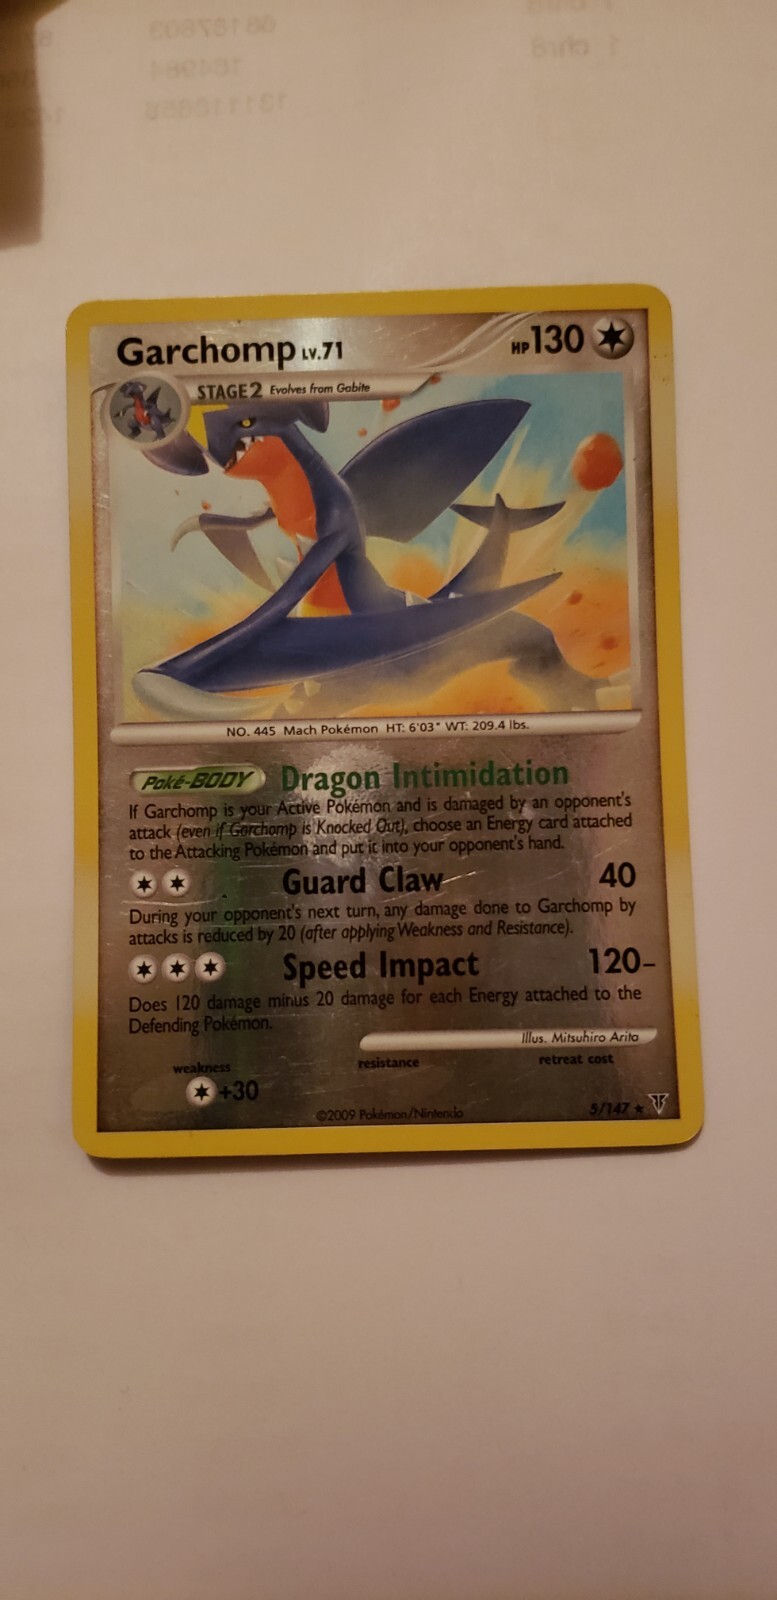 Garchomp LV.71 HP 130
STAGE2 Evolves from Gabite
NO. 445 Mach Pokémon HT: 6'03" WT: 209.4 lbs.
Poké-BODY Dragon Intimidation
If Garchomp is your Active Pokémon and is damaged by an opponent's
attack (even if Garchomp is Knocked Out), choose an Energy card attached
to the Attacking Pokémon and put it into your opponent's hand.
Guard Claw 40
During your opponent's next turn, any damage done to Garchomp by
attacks is reduced by 20 (after applying Weakness and Resistance).
Speed Impact 120-
Does 120 damage minus 20 damage for each Energy attached to the
Defending Pokémon.
Illus. Mitsuhiro Arita
weakness resistance retreat cost
+30
©2009 Pokémon/Nintendo 5/147